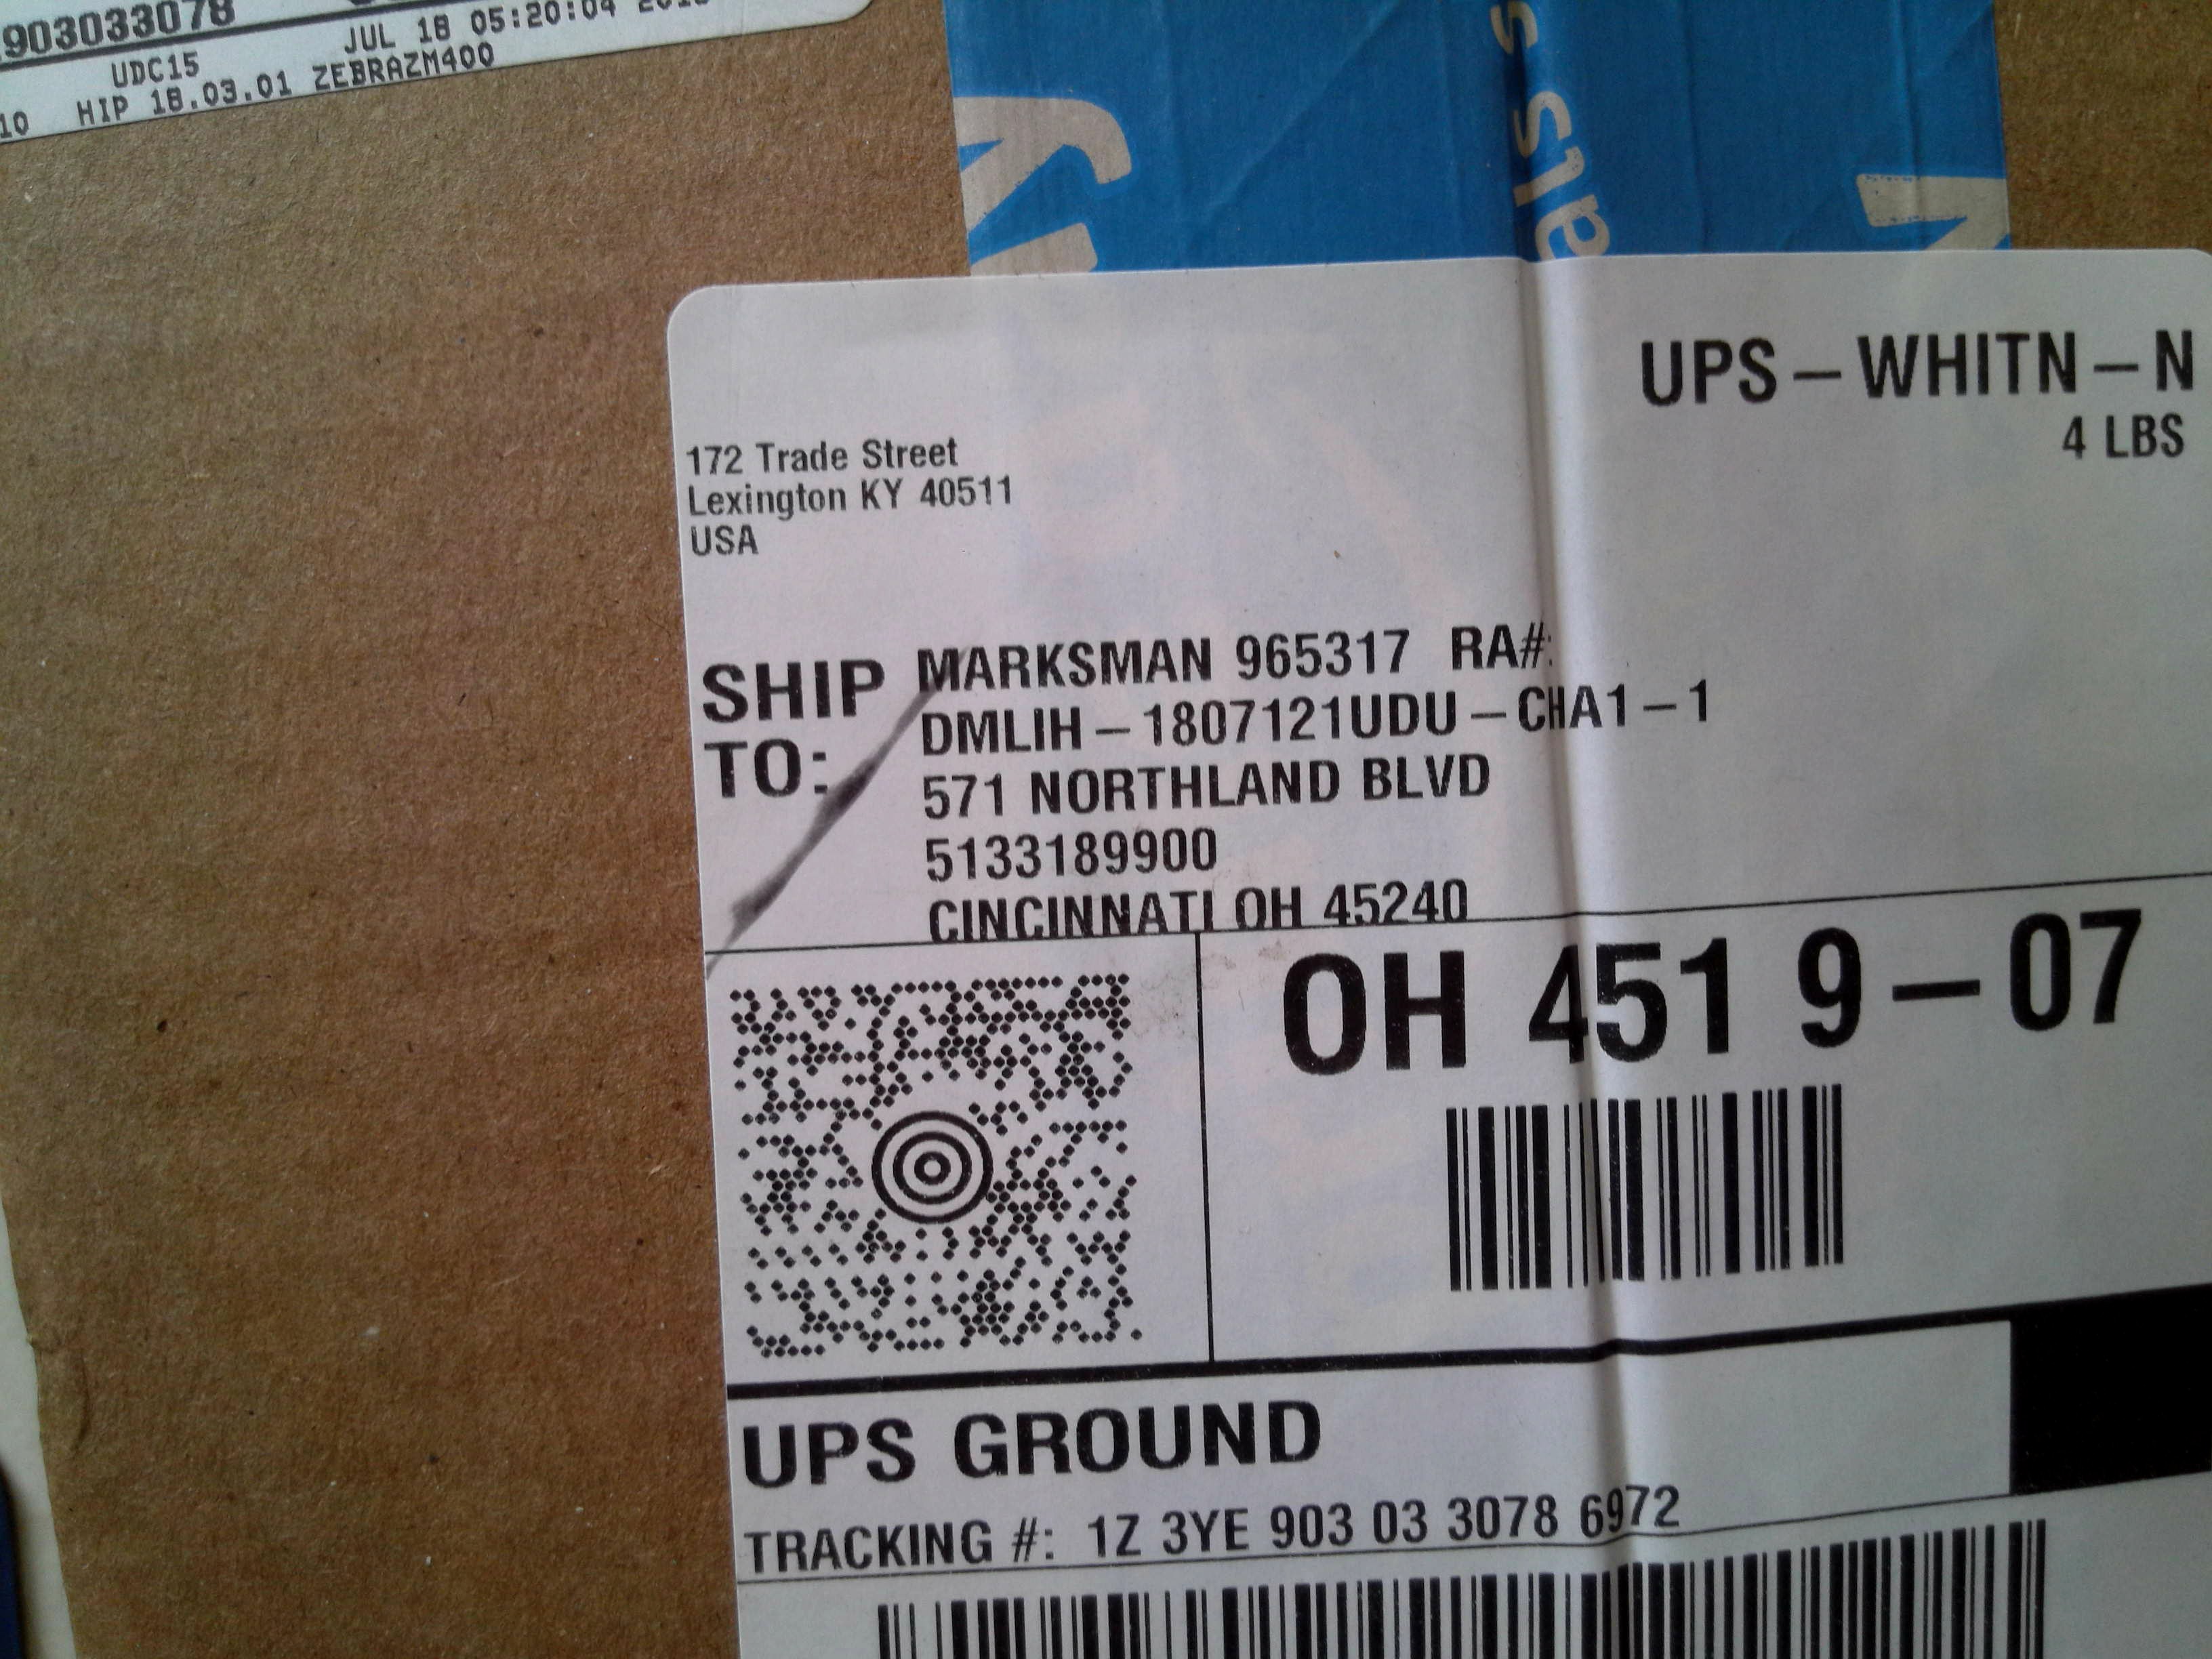 903033078
JUL 18 05:20:04
UDC15
10 HIP 18.03.01 ZEBRAZM400
als s
UPS – WHITN – N
4 LBS
172 Trade Street
Lexington KY 40511
USA
SHIP TO:
MARKSMAN 965317 RA#:
DMLIH – 1807121UDU – CHA1 – 1
571 NORTHLAND BLVD
5133189900
CINCINNATI OH 45240
OH 451 9 – 07
UPS GROUND
TRACKING #: 1Z 3YE 903 03 3078 6972